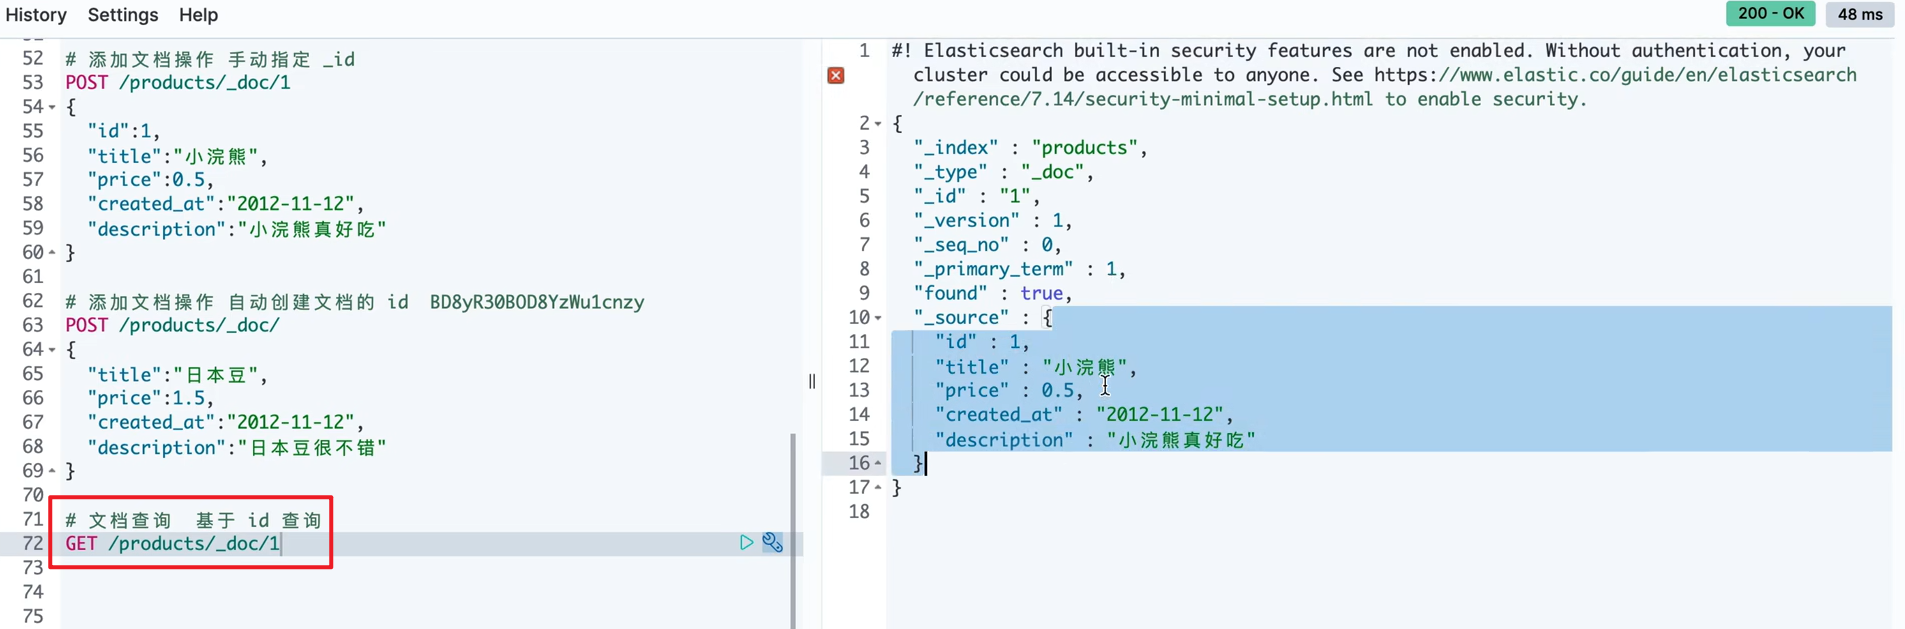 History Settings Help
200 - OK
48 ms
52 # 添加文档操作 手动指定 _id
53 POST /products/_doc/1
54 {
55 "id":1,
56 "title":"小浣熊",
57 "price":0.5,
58 "created_at":"2012-11-12",
59 "description":"小浣熊真好吃"
60 }
61
62 # 添加文档操作 自动创建文档的 id BD8yR30BOD8YzWu1cnzy
63 POST /products/_doc/
64 {
65 "title":"日本豆",
66 "price":1.5,
67 "created_at":"2012-11-12",
68 "description":"日本豆很不错"
69 }
70
71 # 文档查询 基于 id 查询
72 GET /products/_doc/1
73
74
75
1 #! Elasticsearch built-in security features are not enabled. Without authentication, your
cluster could be accessible to anyone. See https://www.elastic.co/guide/en/elasticsearch
/reference/7.14/security-minimal-setup.html to enable security.
2 {
3 "_index" : "products",
4 "_type" : "_doc",
5 "_id" : "1",
6 "_version" : 1,
7 "_seq_no" : 0,
8 "_primary_term" : 1,
9 "found" : true,
10 "_source" : {
11 "id" : 1,
12 "title" : "小浣熊",
13 "price" : 0.5,
14 "created_at" : "2012-11-12",
15 "description" : "小浣熊真好吃"
16 }
17 }
18